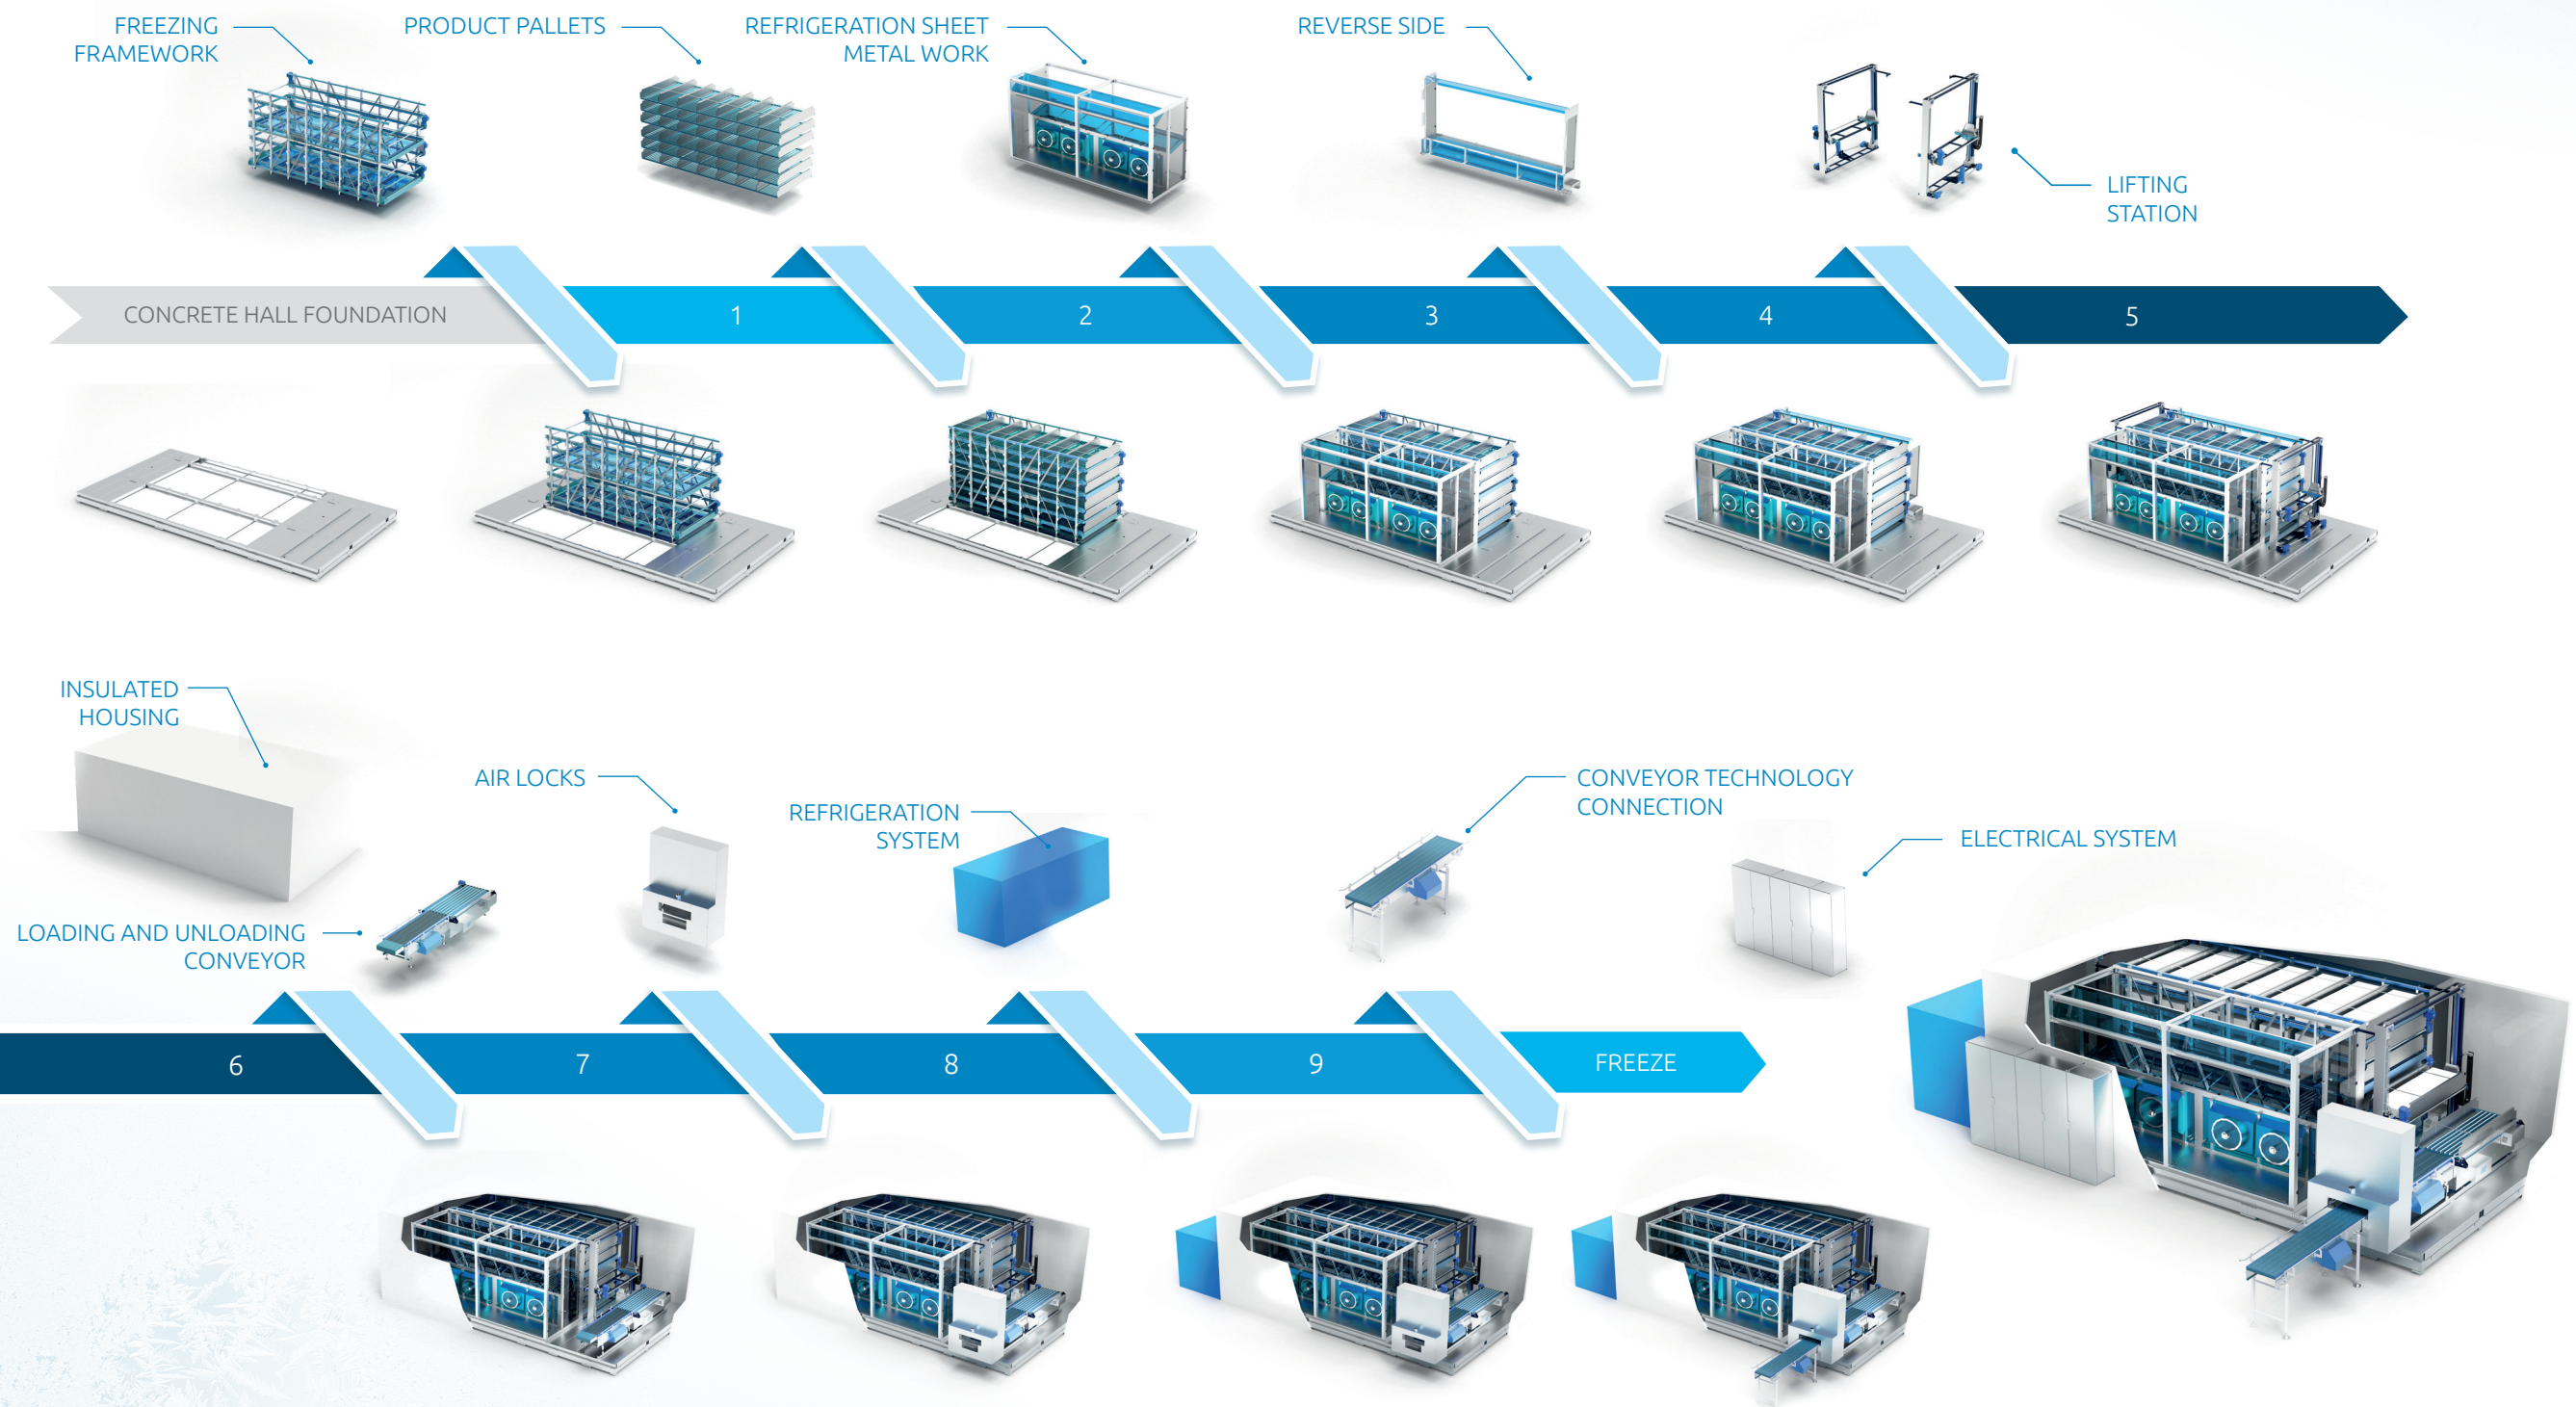 FREEZING
FRAMEWORK
PRODUCT PALLETS
REFRIGERATION SHEET
METAL WORK
REVERSE SIDE
LIFTING
STATION
CONCRETE HALL FOUNDATION
1
2
3
4
5
INSULATED
HOUSING
LOADING AND UNLOADING
CONVEYOR
AIR LOCKS
REFRIGERATION
SYSTEM
CONVEYOR TECHNOLOGY
CONNECTION
ELECTRICAL SYSTEM
6
7
8
9
FREEZE